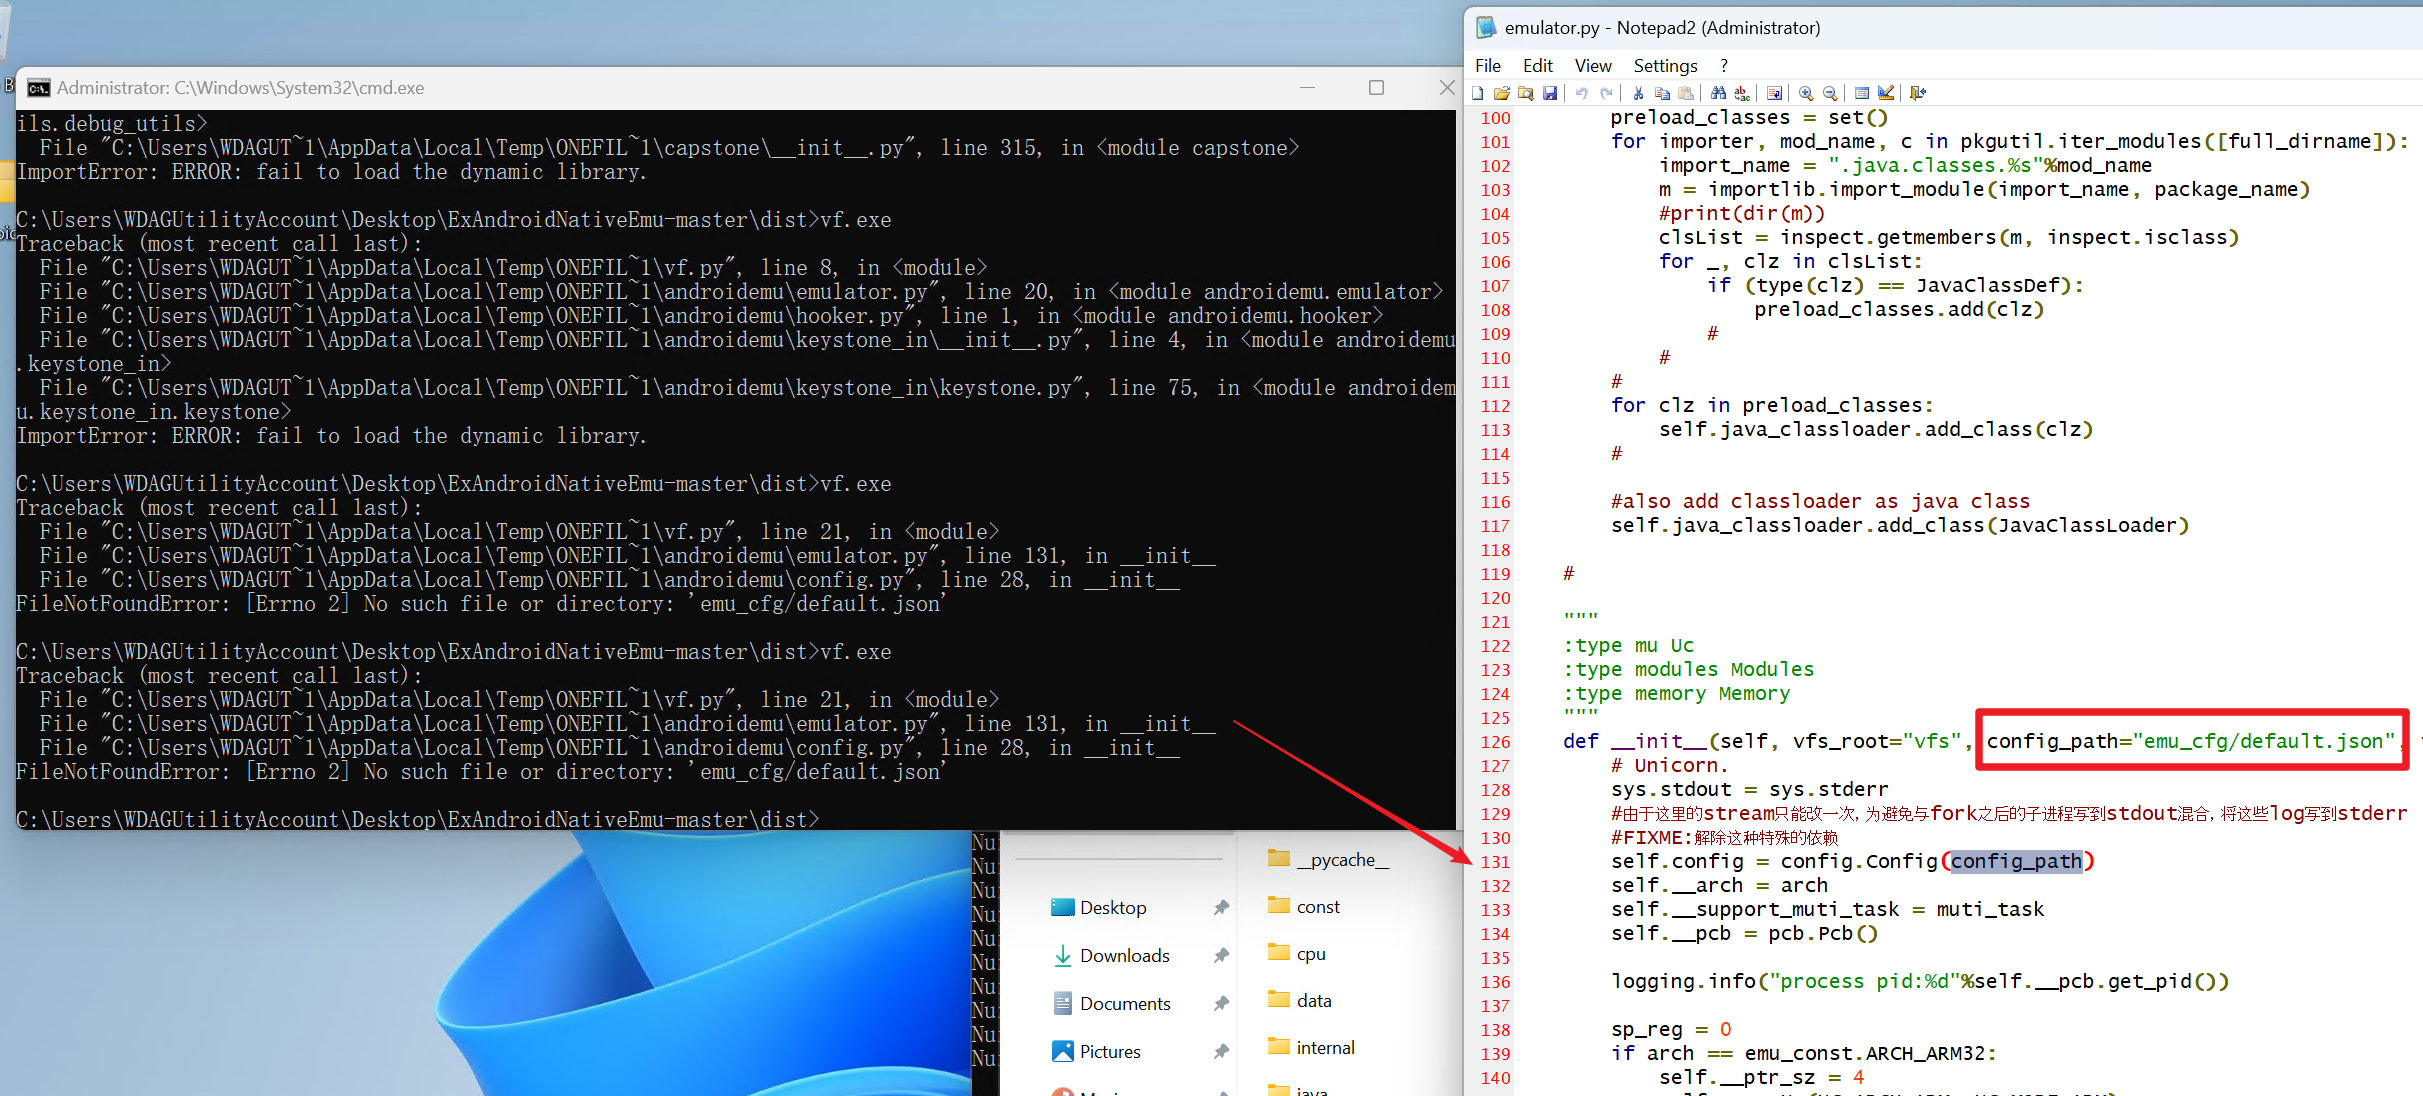 Administrator: C:\Windows\System32\cmd.exe
ils.debug_utils>
File "C:\Users\WDAGUT~1\AppData\Local\Temp\ONEFIL~1\capstone\__init__.py", line 315, in <module capstone>
ImportError: ERROR: fail to load the dynamic library.
C:\Users\WDAGUtilityAccount\Desktop\ExAndroidNativeEmu-master\dist>vf.exe
Traceback (most recent call last):
File "C:\Users\WDAGUT~1\AppData\Local\Temp\ONEFIL~1\vf.py", line 8, in <module>
File "C:\Users\WDAGUT~1\AppData\Local\Temp\ONEFIL~1\androidemu\emulator.py", line 20, in <module androidemu.emulator>
File "C:\Users\WDAGUT~1\AppData\Local\Temp\ONEFIL~1\androidemu\hooker.py", line 1, in <module androidemu.hooker>
File "C:\Users\WDAGUT~1\AppData\Local\Temp\ONEFIL~1\androidemu\keystone_in\__init__.py", line 4, in <module androidemu
.keystone_in>
File "C:\Users\WDAGUT~1\AppData\Local\Temp\ONEFIL~1\androidemu\keystone_in\keystone.py", line 75, in <module androidem
u.keystone_in.keystone>
ImportError: ERROR: fail to load the dynamic library.
C:\Users\WDAGUtilityAccount\Desktop\ExAndroidNativeEmu-master\dist>vf.exe
Traceback (most recent call last):
File "C:\Users\WDAGUT~1\AppData\Local\Temp\ONEFIL~1\vf.py", line 21, in <module>
File "C:\Users\WDAGUT~1\AppData\Local\Temp\ONEFIL~1\androidemu\emulator.py", line 131, in __init__
File "C:\Users\WDAGUT~1\AppData\Local\Temp\ONEFIL~1\androidemu\config.py", line 28, in __init__
FileNotFoundError: [Errno 2] No such file or directory: 'emu_cfg/default.json'
C:\Users\WDAGUtilityAccount\Desktop\ExAndroidNativeEmu-master\dist>vf.exe
Traceback (most recent call last):
File "C:\Users\WDAGUT~1\AppData\Local\Temp\ONEFIL~1\vf.py", line 21, in <module>
File "C:\Users\WDAGUT~1\AppData\Local\Temp\ONEFIL~1\androidemu\emulator.py", line 131, in __init__
File "C:\Users\WDAGUT~1\AppData\Local\Temp\ONEFIL~1\androidemu\config.py", line 28, in __init__
FileNotFoundError: [Errno 2] No such file or directory: 'emu_cfg/default.json'
C:\Users\WDAGUtilityAccount\Desktop\ExAndroidNativeEmu-master\dist>
Desktop
Downloads
Documents
Pictures
__pycache__
const
cpu
data
internal
java
emulator.py - Notepad2 (Administrator)
File Edit View Settings ?
100 preload_classes = set()
101 for importer, mod_name, c in pkgutil.iter_modules([full_dirname]):
102 import_name = ".java.classes.%s"%mod_name
103 m = importlib.import_module(import_name, package_name)
104 #print(dir(m))
105 clsList = inspect.getmembers(m, inspect.isclass)
106 for _, clz in clsList:
107 if (type(clz) == JavaClassDef):
108 preload_classes.add(clz)
109 #
110 #
111 #
112 for clz in preload_classes:
113 self.java_classloader.add_class(clz)
114 #
115
116 #also add classloader as java class
117 self.java_classloader.add_class(JavaClassLoader)
118
119 #
120
121 """
122 :type mu Uc
123 :type modules Modules
124 :type memory Memory
125 """
126 def __init__(self, vfs_root="vfs", config_path="emu_cfg/default.json",
127 # Unicorn.
128 sys.stdout = sys.stderr
129 #由于这里的stream只能改一次, 为避免与fork之后的子进程写到stdout混合, 将这些log写到stderr
130 #FIXME:解除这种特殊的依赖
131 self.config = config.Config(config_path)
132 self.__arch = arch
133 self.__support_muti_task = muti_task
134 self.__pcb = pcb.Pcb()
135
136 logging.info("process pid:%d"%self.__pcb.get_pid())
137
138 sp_reg = 0
139 if arch == emu_const.ARCH_ARM32:
140 self.__ptr_sz = 4